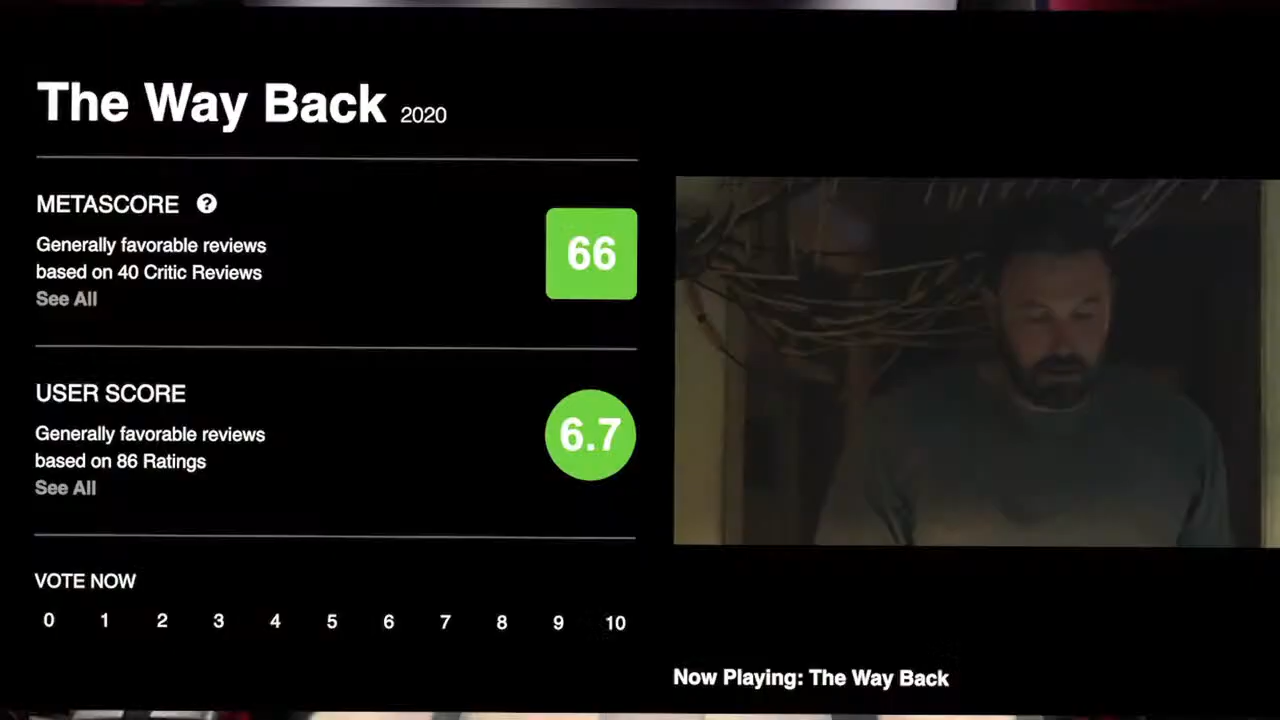 The Way Back 2020
METASCORE ?
Generally favorable reviews
based on 40 Critic Reviews
See All
66
USER SCORE
Generally favorable reviews
based on 86 Ratings
See All
6.7
VOTE NOW
0 1 2 3 4 5 6 7 8 9 10
Now Playing: The Way Back